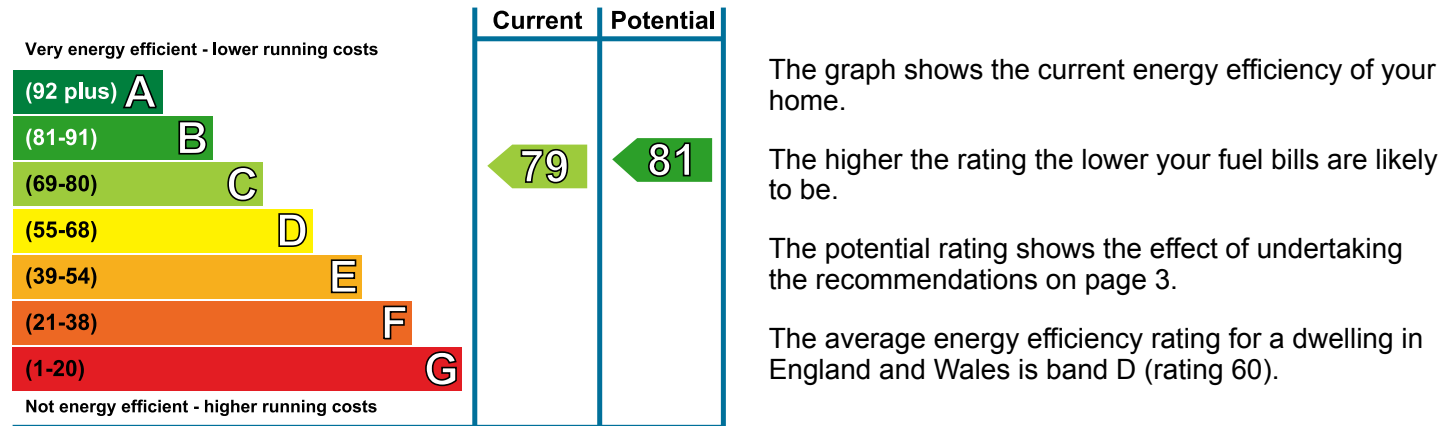 Current Potential
Very energy efficient - lower running costs
(92 plus) A
(81-91) B
(69-80) C
79 81
(55-68) D
(39-54) E
(21-38) F
(1-20) G
Not energy efficient - higher running costs
The graph shows the current energy efficiency of your
home.
The higher the rating the lower your fuel bills are likely
to be.
The potential rating shows the effect of undertaking
the recommendations on page 3.
The average energy efficiency rating for a dwelling in
England and Wales is band D (rating 60).